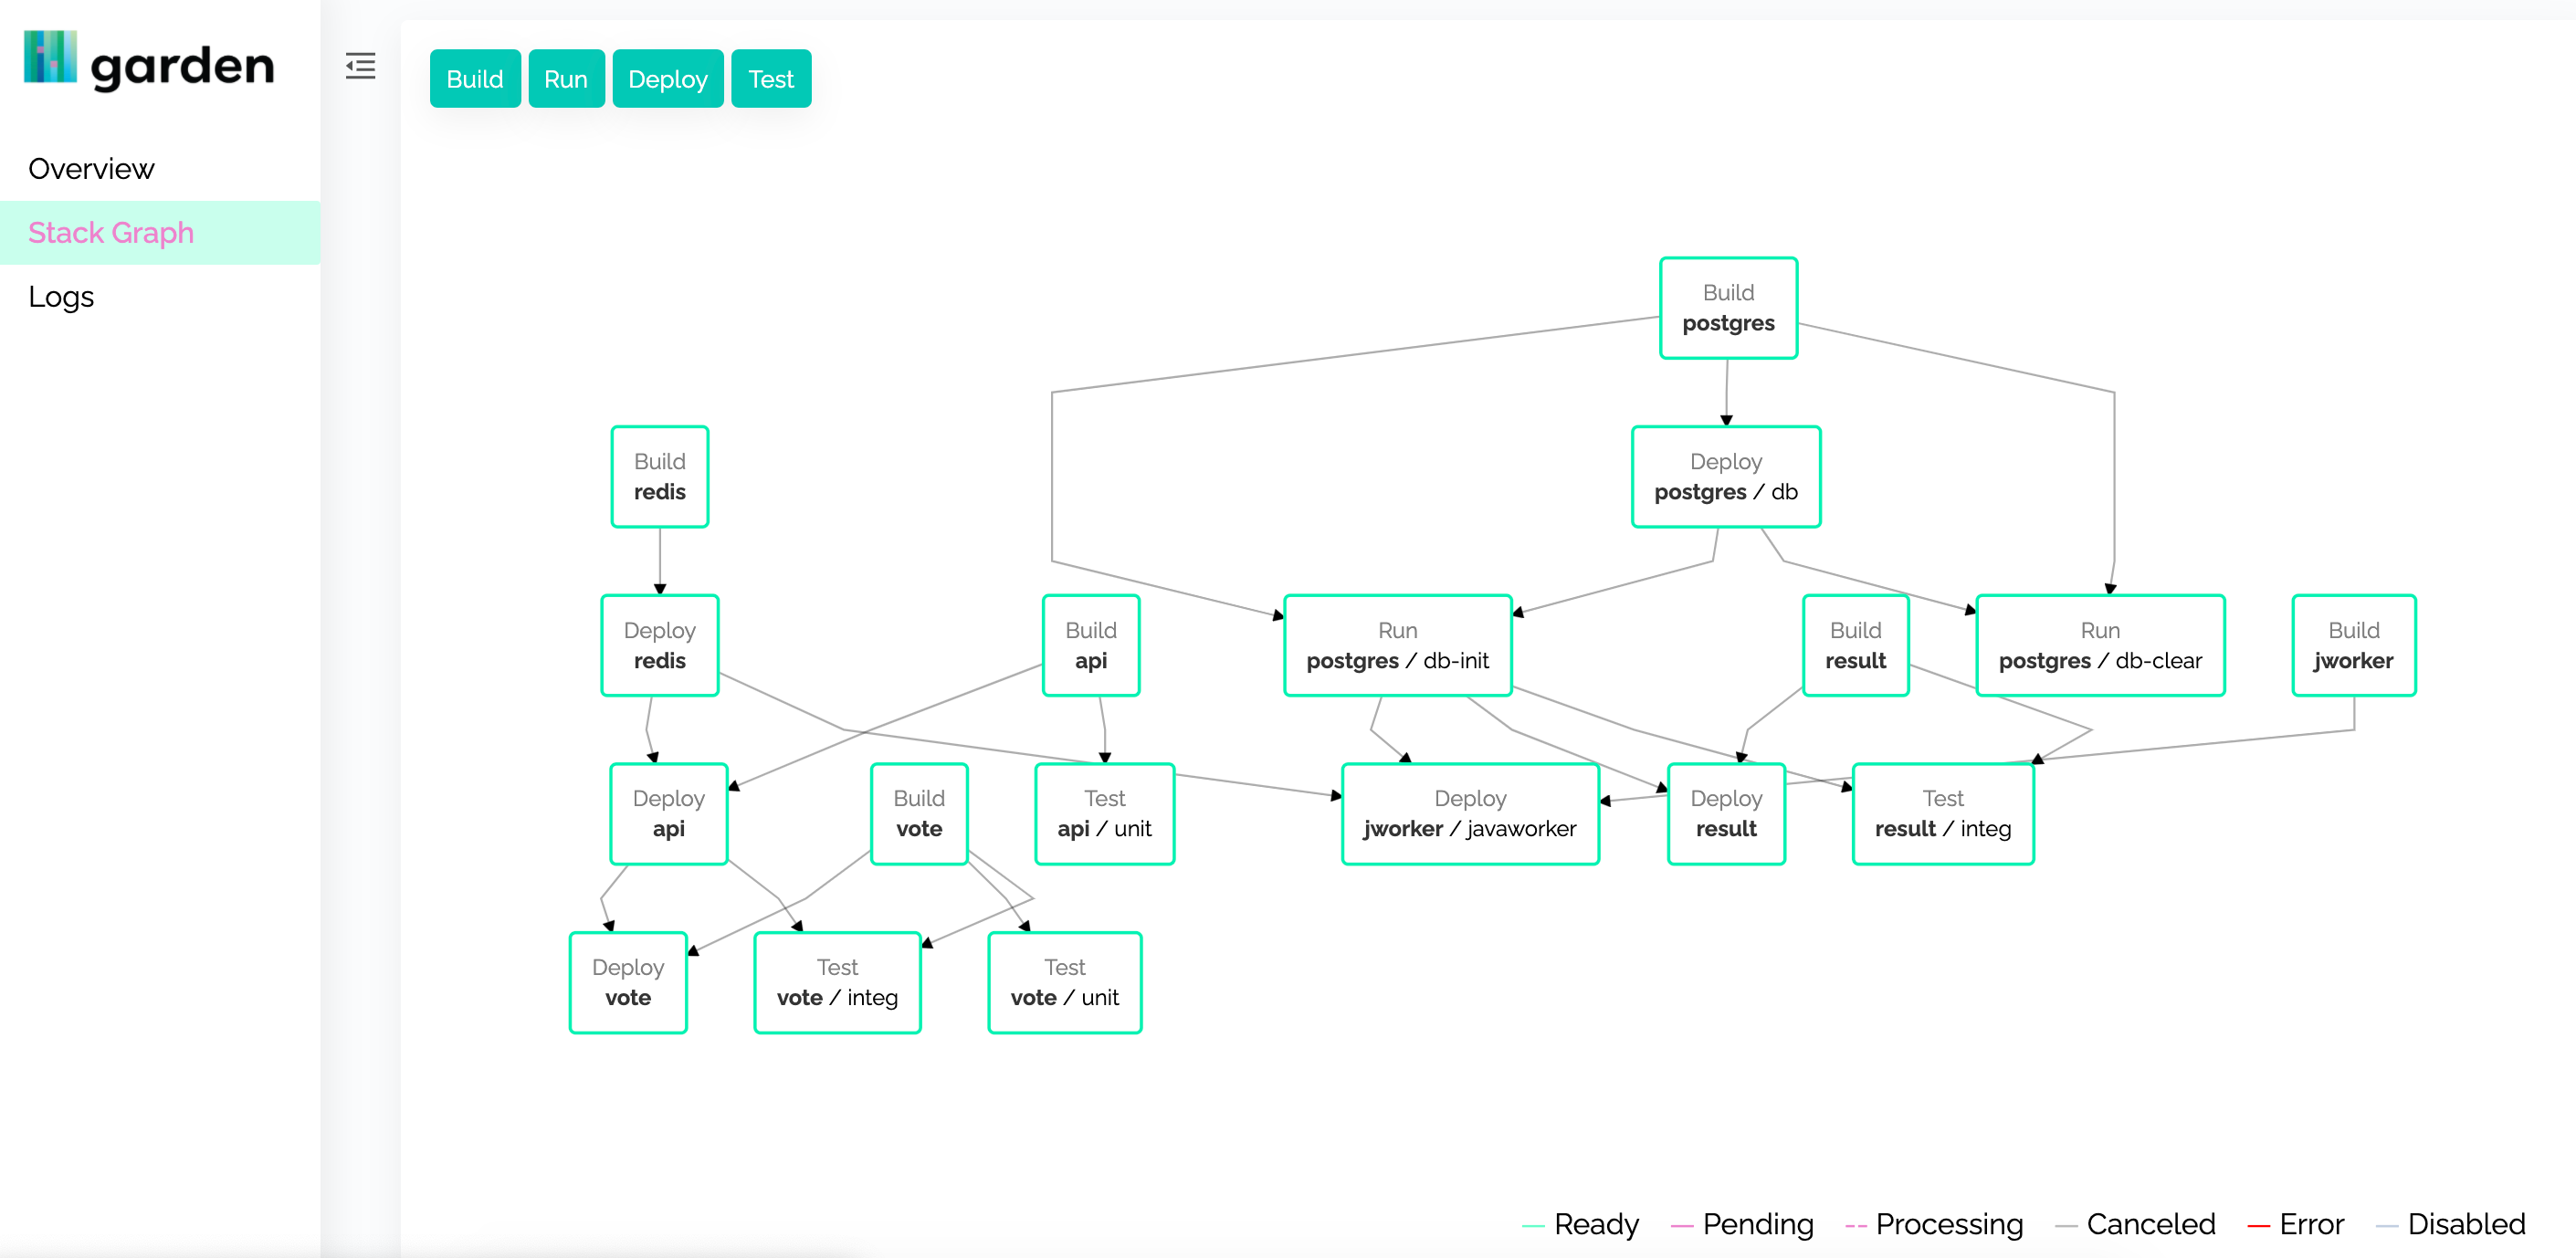 garden
Overview
Stack Graph
Logs
Build Run Deploy Test
Build
postgres
Build
redis
Deploy
postgres / db
Deploy
redis
Build
api
Run
postgres / db-init
Build
result
Run
postgres / db-clear
Build
jworker
Deploy
api
Build
vote
Test
api / unit
Deploy
jworker / javaworker
Deploy
result
Test
result / integ
Deploy
vote
Test
vote / integ
Test
vote / unit
Ready Pending Processing Canceled Error Disabled